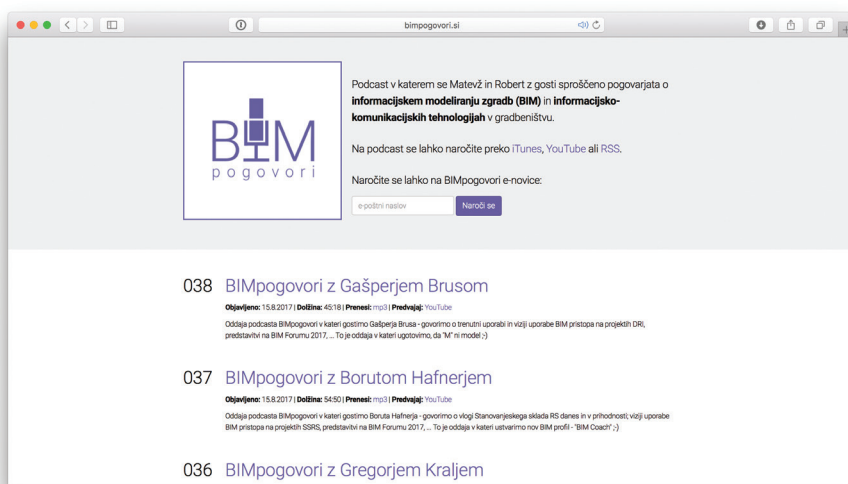 bimpogovori.si
BIM
pogovori
Podcast v katerem se Matevž in Robert z gosti sproščeno pogovarjata o
informacijskem modeliranju zgradb (BIM) in informacijsko-
komunikacijskih tehnologijah v gradbeništvu.
Na podcast se lahko naročite preko iTunes, YouTube ali RSS.
Naročite se lahko na BIMpogovori e-novice:
e-poštni naslov
Naroči se
038 BIMpogovori z Gašperjem Brusom
Objavljeno: 15.8.2017 | Dolžina: 45:18 | Prenesi: mp3 | Predvajaj: YouTube
Oddaja podcasta BIMpogovori v kateri gostimo Gašperja Brusa - govorimo o trenutni uporabi in viziji uporabe BIM pristopa na projektih DRI,
predstavitvi na BIM Forumu 2017, ... To je oddaja v kateri ugotovimo, da "M" ni model ;-)
037 BIMpogovori z Borutom Hafnerjem
Objavljeno: 15.8.2017 | Dolžina: 54:50 | Prenesi: mp3 | Predvajaj: YouTube
Oddaja podcasta BIMpogovori v kateri gostimo Boruta Hafnerja - govorimo o vlogi Stanovanjeskega sklada RS danes in v prihodnosti; viziji uporabe
BIM pristopa na projektih SSRS, predstavitvi na BIM Forumu 2017, ... To je oddaja v kateri ustvarimo nov BIM profil - "BIM Coach" ;-)
036 BIMpogovori z Gregorjem Kraljem